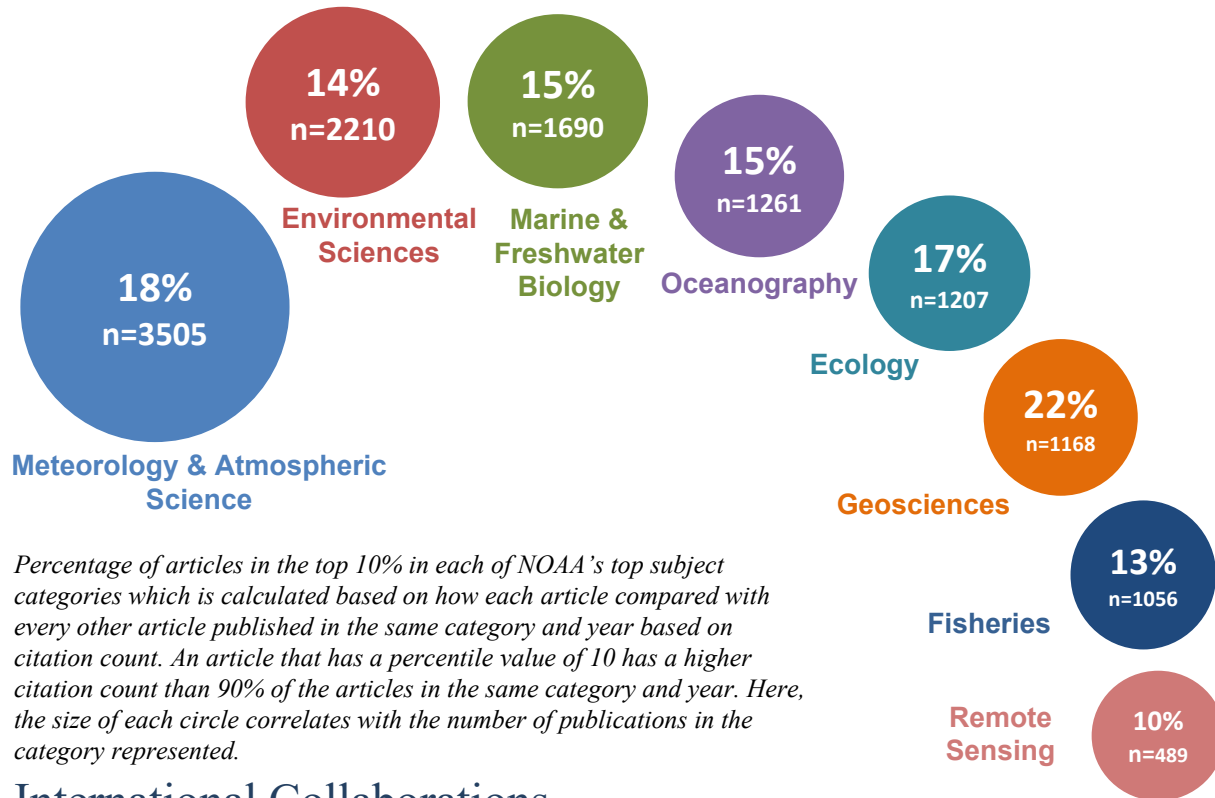 14%
n=2210
Environmental
Sciences
15%
n=1690
Marine &
Freshwater
Biology
15%
n=1261
Oceanography
18%
n=3505
Meteorology & Atmospheric
Science
17%
n=1207
Ecology
22%
n=1168
Geosciences
13%
n=1056
Fisheries
10%
n=489
Remote
Sensing
Percentage of articles in the top 10% in each of NOAA’s top subject
categories which is calculated based on how each article compared with
every other article published in the same category and year based on
citation count. An article that has a percentile value of 10 has a higher
citation count than 90% of the articles in the same category and year. Here,
the size of each circle correlates with the number of publications in the
category represented.
International Collaborations